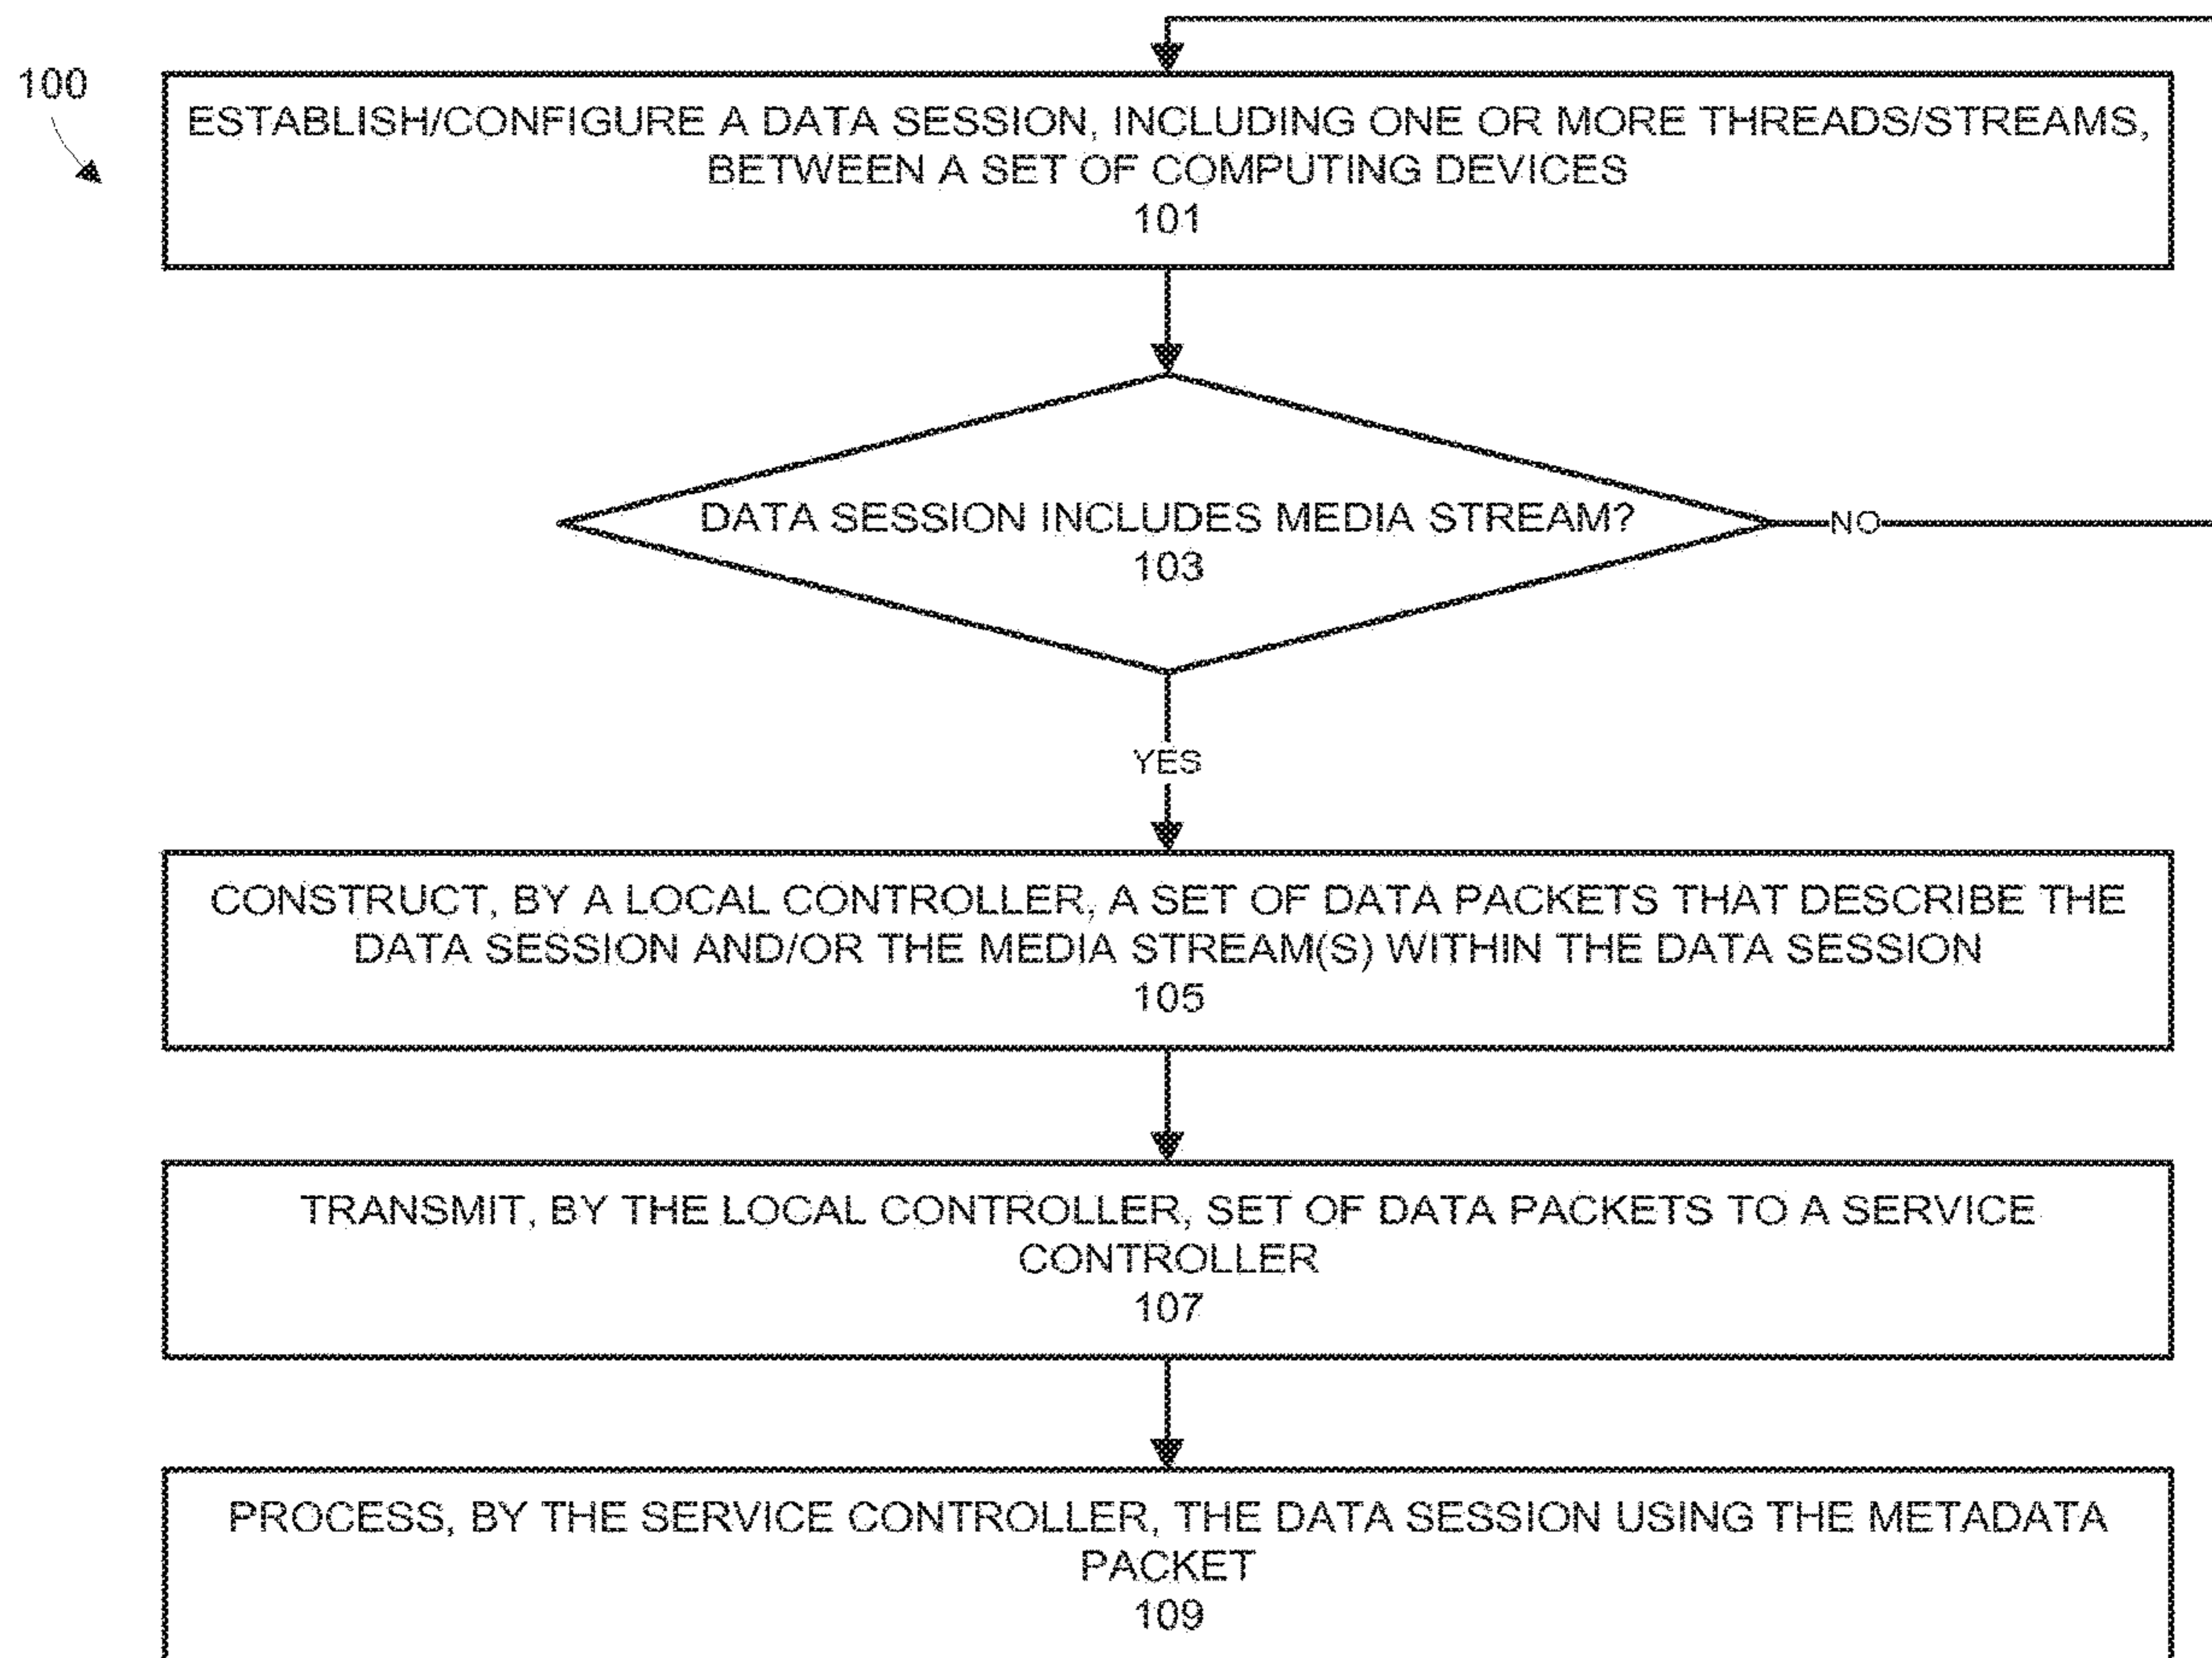 100
ESTABLISH/CONFIGURE A DATA SESSION, INCLUDING ONE OR MORE THREADS/STREAMS,
BETWEEN A SET OF COMPUTING DEVICES
101
DATA SESSION INCLUDES MEDIA STREAM?
103
NO
YES
CONSTRUCT, BY A LOCAL CONTROLLER, A SET OF DATA PACKETS THAT DESCRIBE THE
DATA SESSION AND/OR THE MEDIA STREAM(S) WITHIN THE DATA SESSION
105
TRANSMIT, BY THE LOCAL CONTROLLER, SET OF DATA PACKETS TO A SERVICE
CONTROLLER
107
PROCESS, BY THE SERVICE CONTROLLER, THE DATA SESSION USING THE METADATA
PACKET
109